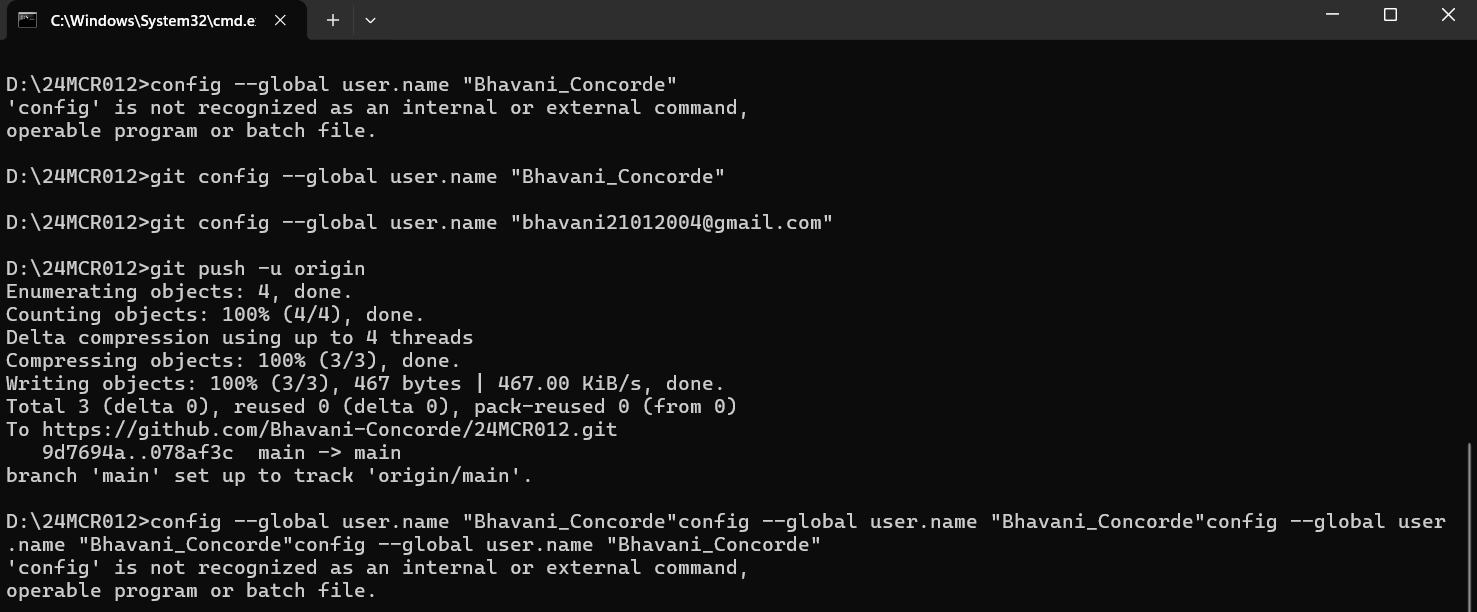 C:\Windows\System32\cmd.e:
D:\24MCR012>config --global user.name "Bhavani_Concorde"
'config' is not recognized as an internal or external command,
operable program or batch file.
D:\24MCR012>git config --global user.name "Bhavani_Concorde"
D:\24MCR012>git config --global user.name "bhavani21012004@gmail.com"
D:\24MCR012>git push -u origin
Enumerating objects: 4, done.
Counting objects: 100% (4/4), done.
Delta compression using up to 4 threads
Compressing objects: 100% (3/3), done.
Writing objects: 100% (3/3), 467 bytes | 467.00 KiB/s, done.
Total 3 (delta 0), reused 0 (delta 0), pack-reused 0 (from 0)
To https://github.com/Bhavani-Concorde/24MCR012.git
   9d7694a..078af3c  main -> main
branch 'main' set up to track 'origin/main'.
D:\24MCR012>config --global user.name "Bhavani_Concorde"config --global user.name "Bhavani_Concorde"config --global user
.name "Bhavani_Concorde"config --global user.name "Bhavani_Concorde"
'config' is not recognized as an internal or external command,
operable program or batch file.